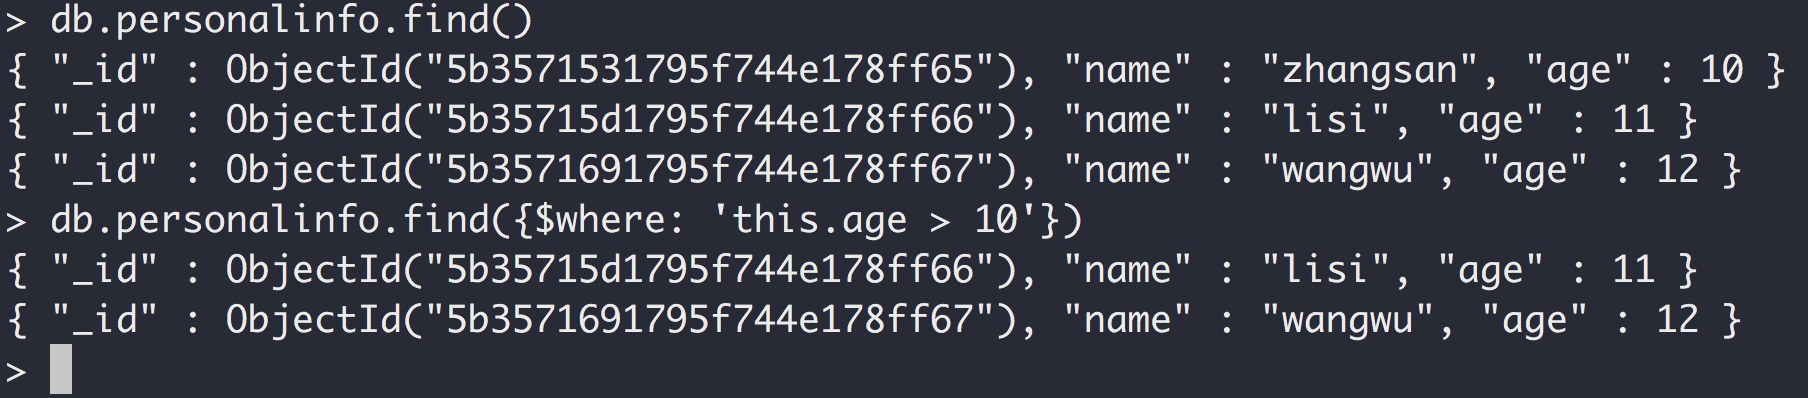 > db.personalinfo.find()
{ "_id" : ObjectId("5b3571531795f744e178ff65"), "name" : "zhangsan", "age" : 10 }
{ "_id" : ObjectId("5b35715d1795f744e178ff66"), "name" : "lisi", "age" : 11 }
{ "_id" : ObjectId("5b3571691795f744e178ff67"), "name" : "wangwu", "age" : 12 }
> db.personalinfo.find({$where: 'this.age > 10'})
{ "_id" : ObjectId("5b35715d1795f744e178ff66"), "name" : "lisi", "age" : 11 }
{ "_id" : ObjectId("5b3571691795f744e178ff67"), "name" : "wangwu", "age" : 12 }
>